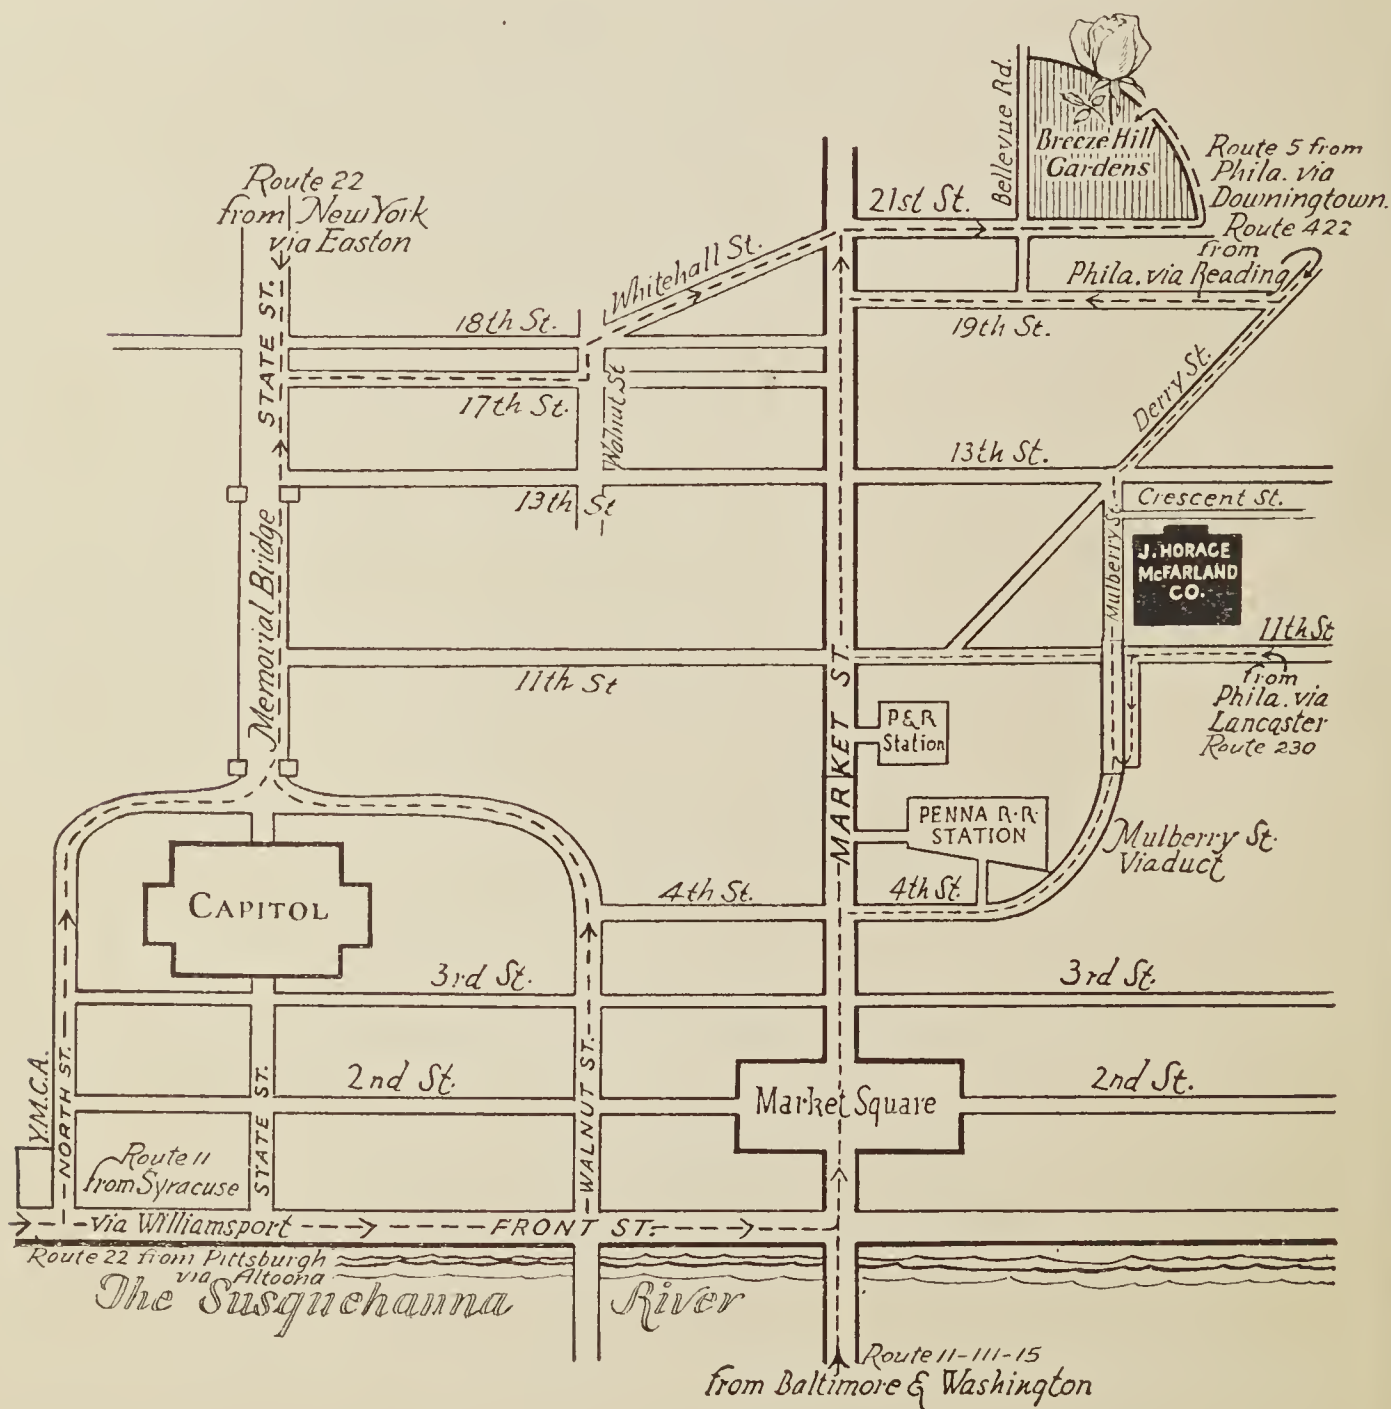 Bellevue Rd.
Breeze Hill
Gardens
Route 5 from
Phila. via
Downingtown.
Route 422
from
Phila. via Reading
Route 22
from New York
via Easton
21st St.
Whitehall St.
STATE ST.
18th St.
19th St.
17th St.
Walnut St
Derry St.
13th St.
13th St
Crescent St.
Mulberry St.
J. HORACE
McFARLAND
CO.
Memorial Bridge
11th St
11th St
from
Phila. via
Lancaster
Route 230
MARKET ST.
P&R
Station
PENNA R.R.
STATION
Mulberry St.
Viaduct
CAPITOL
4th St.
4th St.
3rd St.
3rd St.
Y.M.C.A.
NORTH ST.
STATE ST.
2nd St.
WALNUT ST.
Market Square
2nd St.
Route 11
from Syracuse
via Williamsport
FRONT ST.
Route 22 from Pittsburgh
via Altoona
The Susquehanna River
Route 11-111-15
from Baltimore & Washington